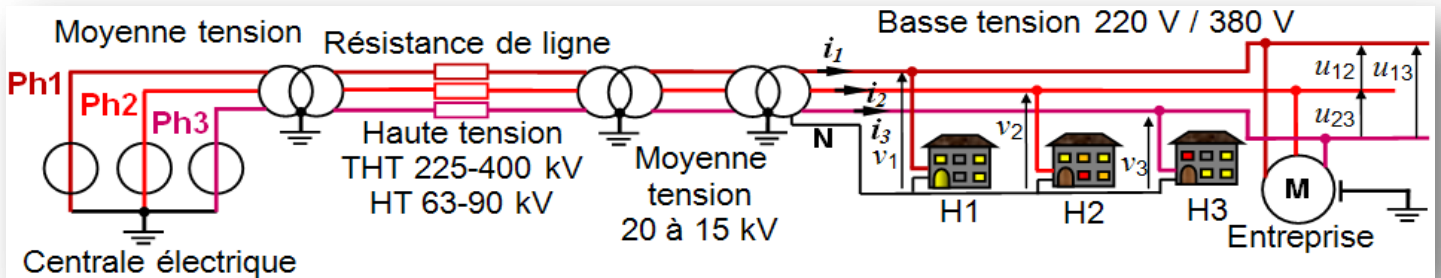 Moyenne tension
Résistance de ligne
Basse tension 220 V / 380 V
Ph1
Ph2
Ph3
i1
i2
i3
u12
u13
u23
v1
v2
v3
N
Haute tension
THT 225-400 kV
HT 63-90 kV
Moyenne
tension
20 à 15 kV
H1
H2
H3
M
Entreprise
Centrale électrique